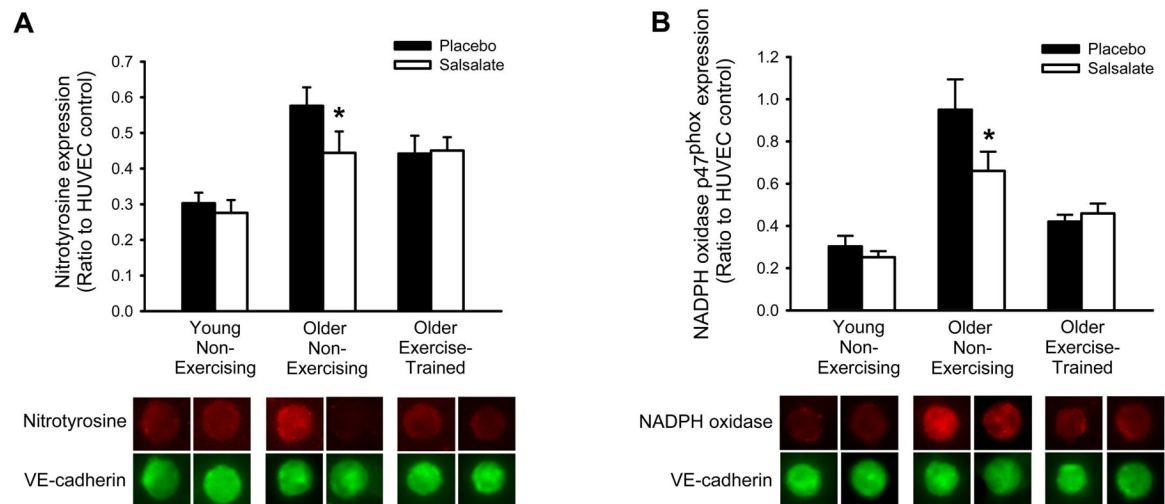 A
Placebo
Salsalate
Nitrotyrosine expression
(Ratio to HUVEC control)
0.7
0.6
0.5
0.4
0.3
0.2
0.1
0.0
*
Young
Non-
Exercising
Older
Non-
Exercising
Older
Exercise-
Trained
Nitrotyrosine
VE-cadherin
B
Placebo
Salsalate
NADPH oxidase p47phox expression
(Ratio to HUVEC control)
1.2
1.0
0.8
0.6
0.4
0.2
0.0
*
Young
Non-
Exercising
Older
Non-
Exercising
Older
Exercise-
Trained
NADPH oxidase
VE-cadherin